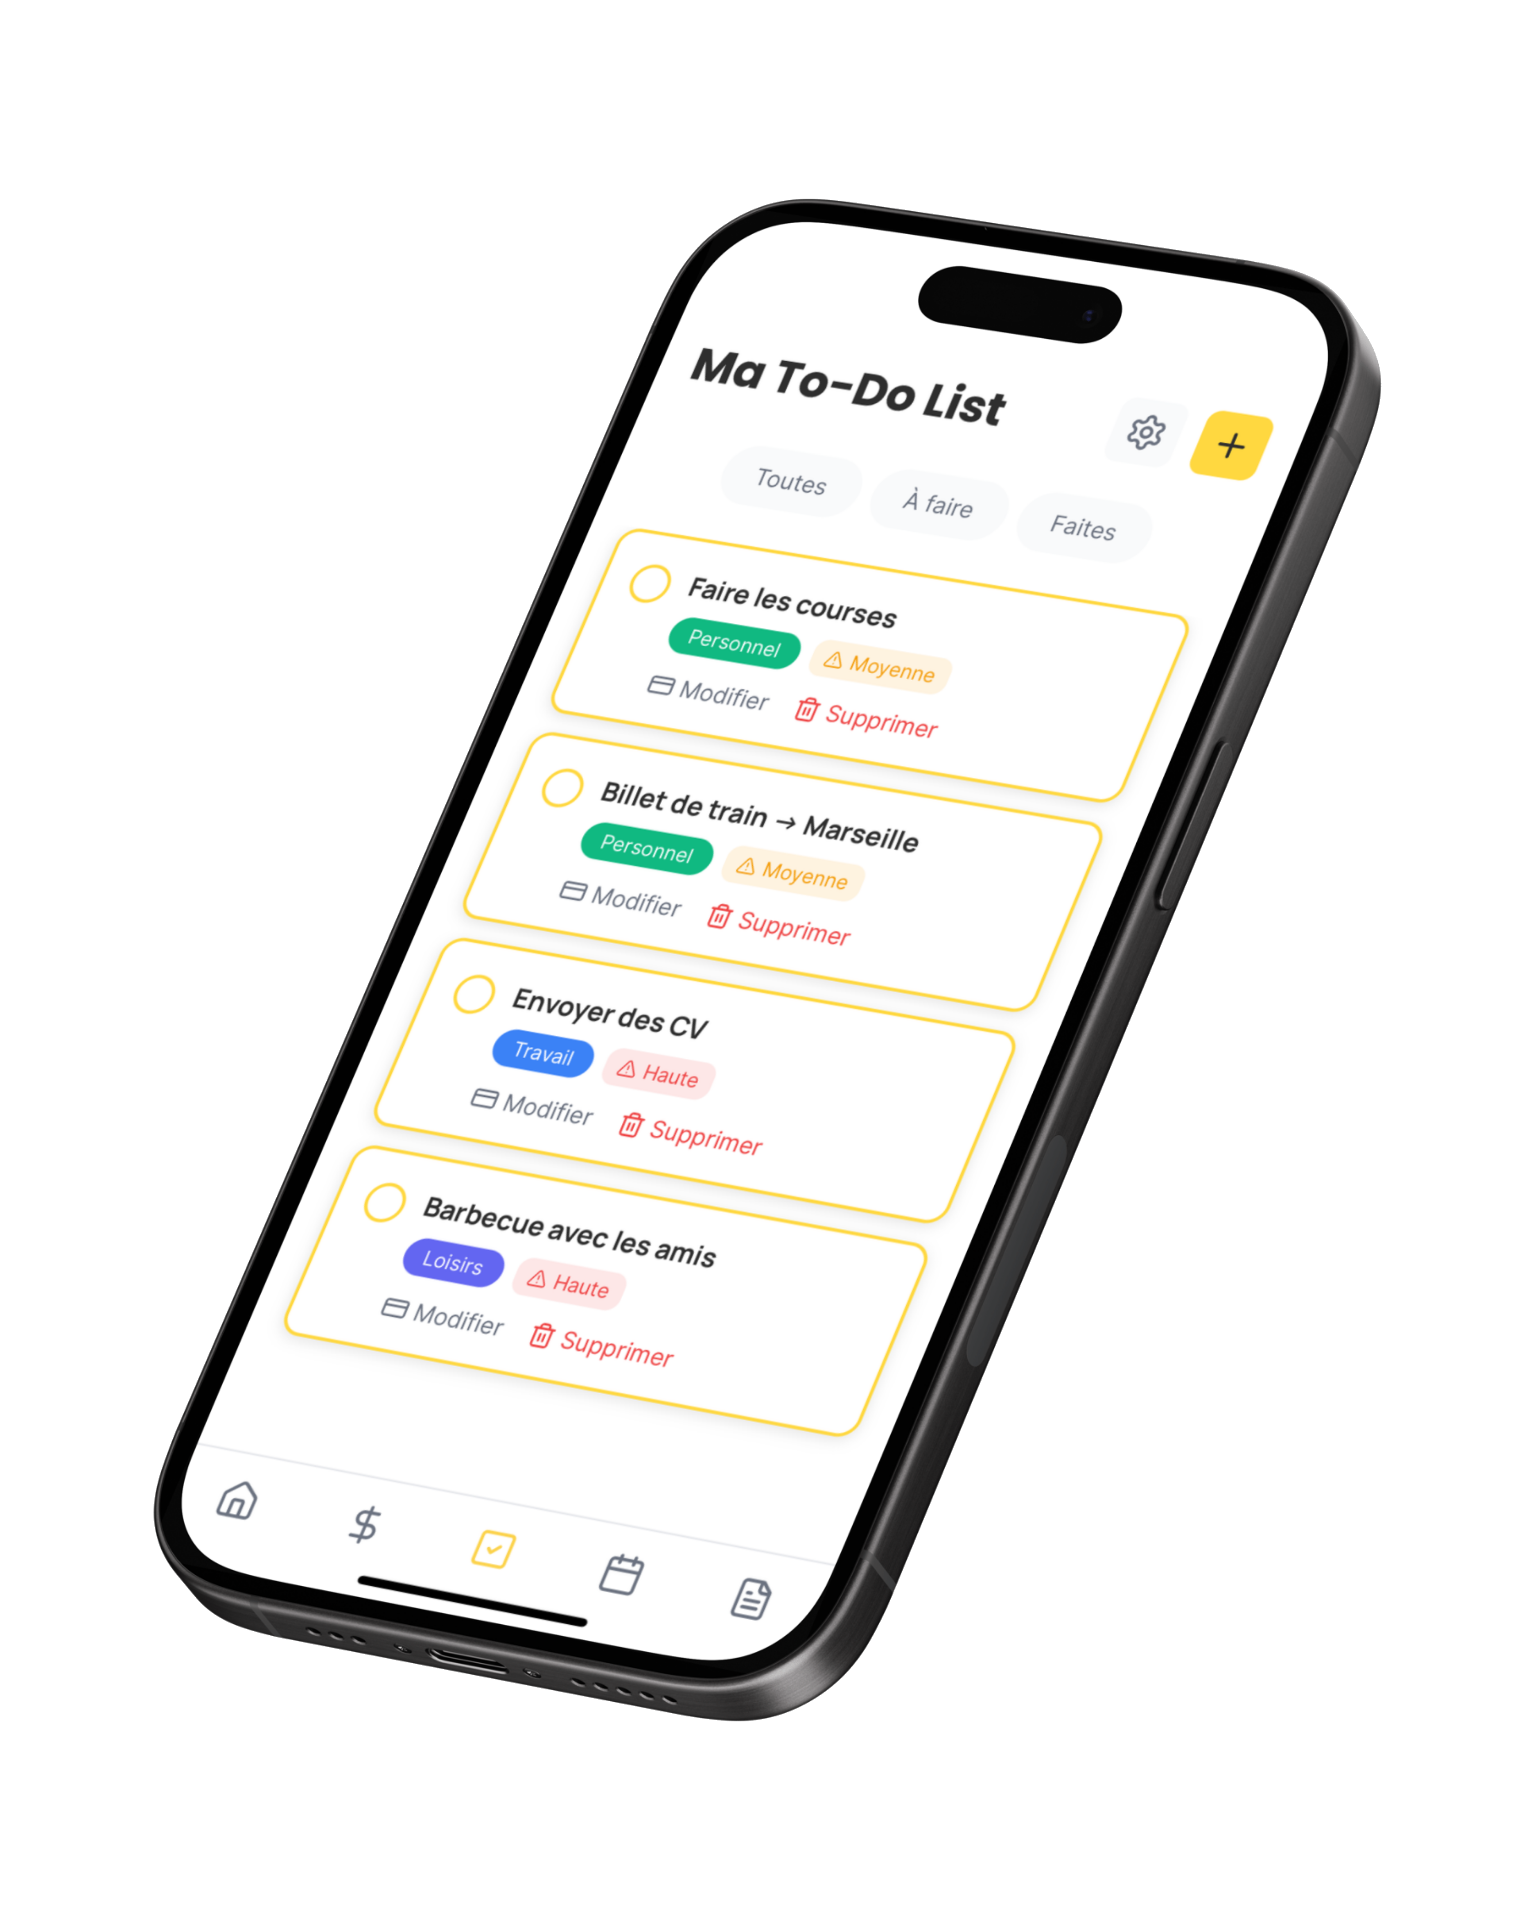 Ma To-Do List
Toutes À faire Faites
Faire les courses
Personnel Moyenne
Modifier Supprimer
Billet de train → Marseille
Personnel Moyenne
Modifier Supprimer
Envoyer des CV
Travail Haute
Modifier Supprimer
Barbecue avec les amis
Loisirs Haute
Modifier Supprimer